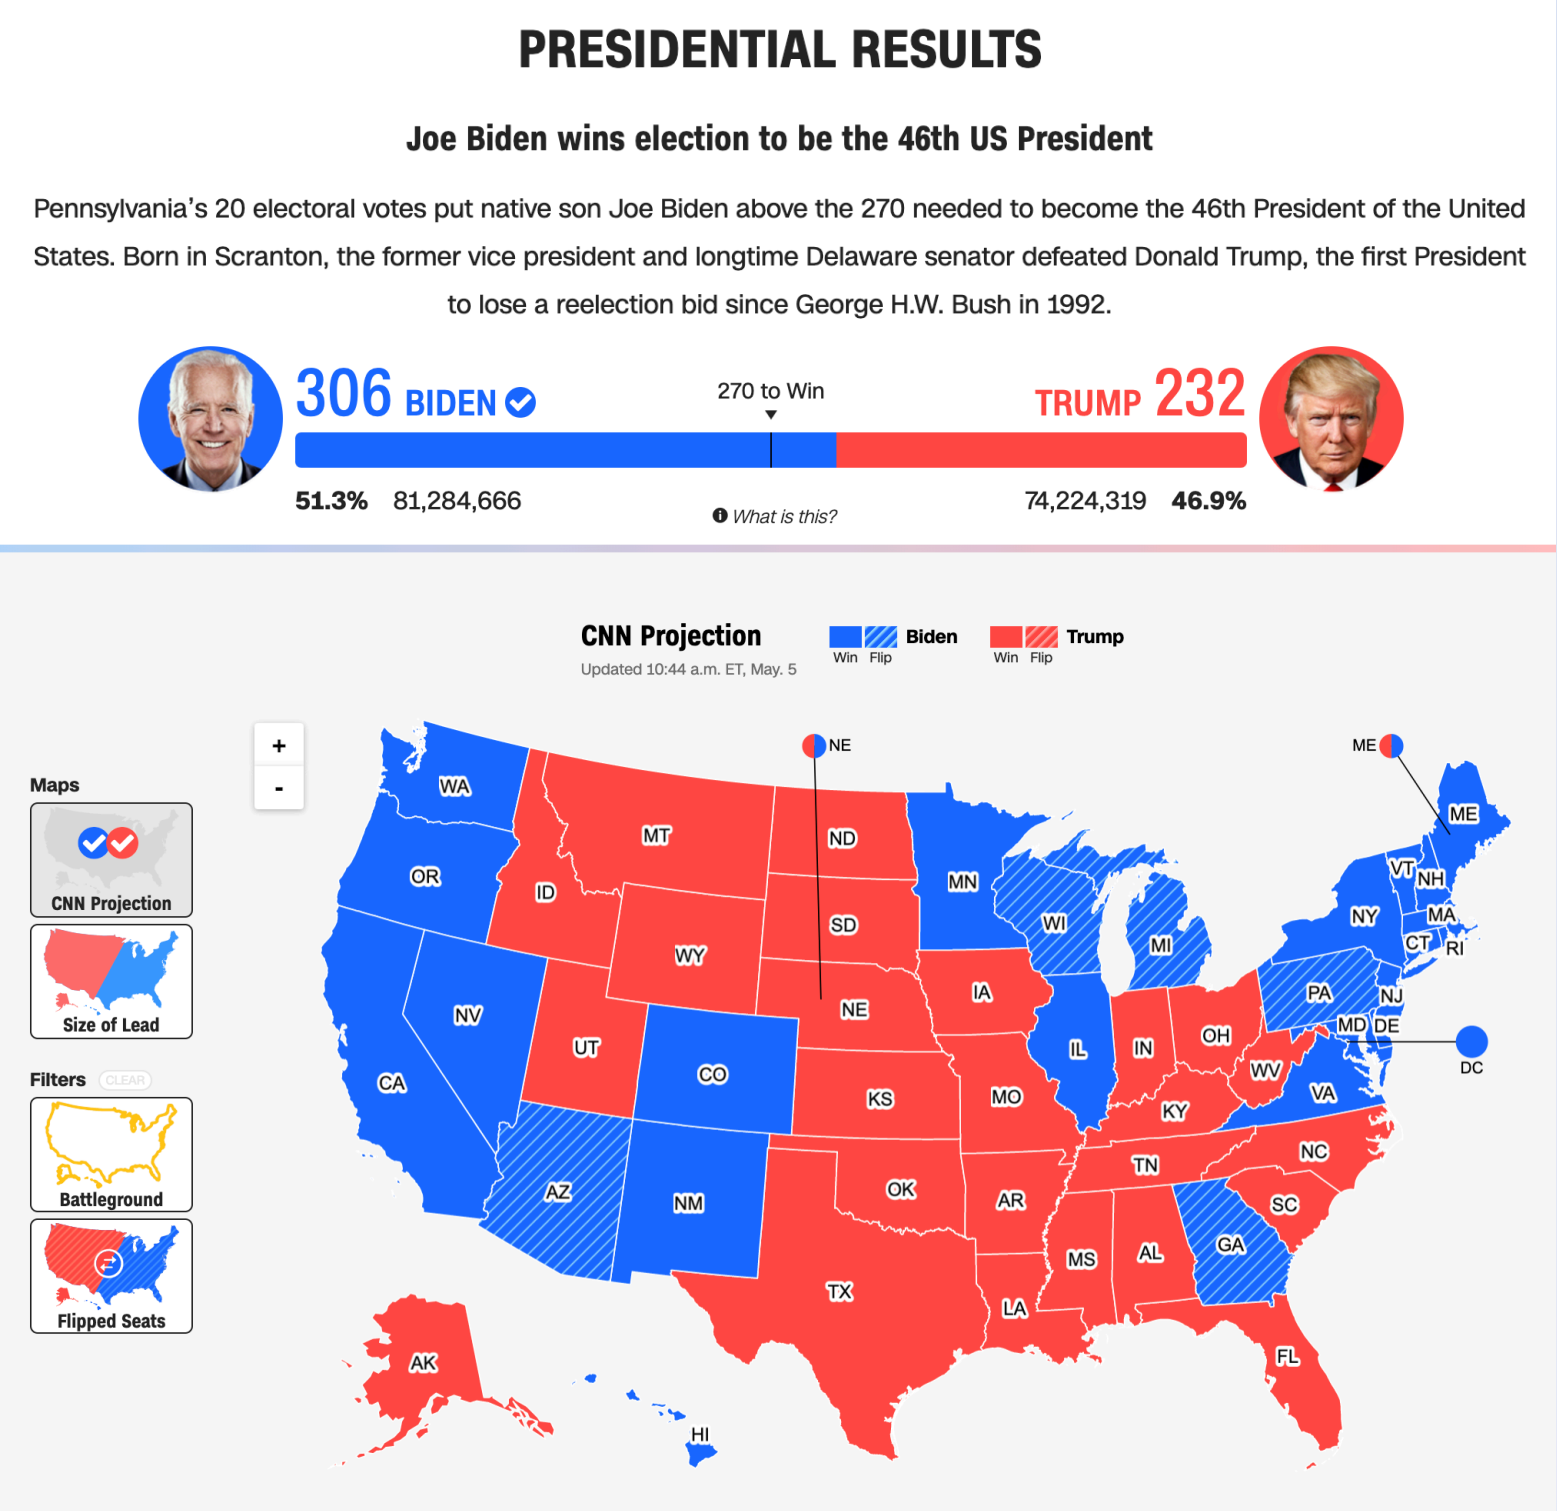 PRESIDENTIAL RESULTS
Joe Biden wins election to be the 46th US President
Pennsylvania's 20 electoral votes put native son Joe Biden above the 270 needed to become the 46th President of the United
States. Born in Scranton, the former vice president and longtime Delaware senator defeated Donald Trump, the first President
to lose a reelection bid since George H.W. Bush in 1992.
306 BIDEN
270 to Win
TRUMP 232
51.3% 81,284,666
What is this?
74,224,319 46.9%
CNN Projection
Updated 10:44 a.m. ET, May. 5
Win Flip Biden
Win Flip Trump
+
-
Maps
CNN Projection
Size of Lead
Filters CLEAR
Battleground
Flipped Seats
NE
ME
WA
MT
ND
MN
ME
OR
ID
SD
WI
MI
VT
NH
NY
MA
CT
RI
WY
NV
UT
CO
NE
IA
IL
IN
OH
PA
NJ
MD
DE
DC
CA
KS
MO
WV
VA
KY
AZ
NM
OK
AR
TN
NC
SC
TX
LA
MS
AL
GA
FL
AK
HI